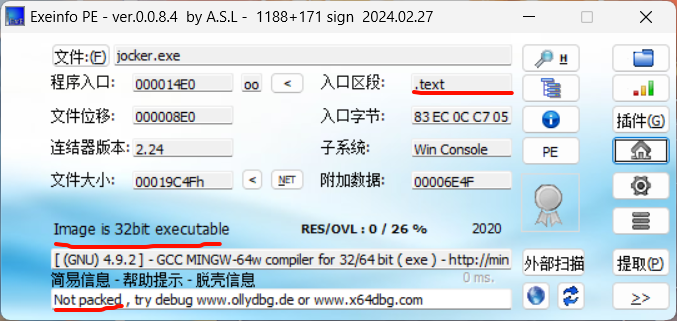 Exeinfo PE - ver.0.0.8.4 by A.S.L - 1188+171 sign 2024.02.27
文件:(F) jocker.exe H
程序入口: 000014E0 oo < 入口区段: .text
文件位移: 000008E0 入口字节: 83 EC 0C C7 05 插件(G)
连结器版本: 2.24 子系统: Win Console PE
文件大小: 00019C4Fh < NET 附加数据: 00006E4F
Image is 32bit executable RES/OVL : 0 / 26 % 2020
[ (GNU) 4.9.2 ] - GCC MINGW-64w compiler for 32/64 bit ( exe ) - http://min 外部扫描 提取(P)
简易信息 - 帮助提示 - 脱壳信息 0 ms.
Not packed , try debug www.ollydbg.de or www.x64dbg.com >>